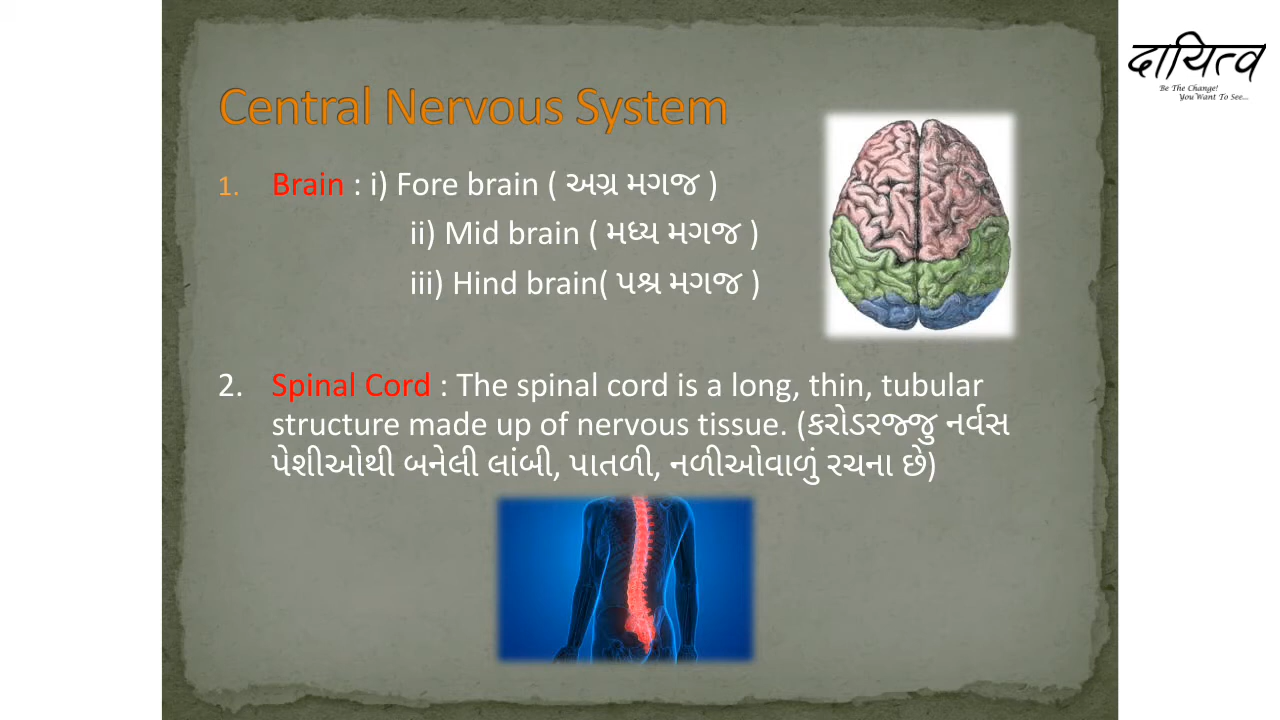 दायित्व
Be The Change!
You Want To See...
Central Nervous System
1. Brain : i) Fore brain ( અગ્ર મગજ )
ii) Mid brain ( મધ્ય મગજ )
iii) Hind brain( પશ્ર મગજ )
2. Spinal Cord : The spinal cord is a long, thin, tubular
structure made up of nervous tissue. (કરોડરજ્જુ નર્વસ
પેશીઓથી બનેલી લાંબી, પાતળી, નળીઓવાળું રચના છે)